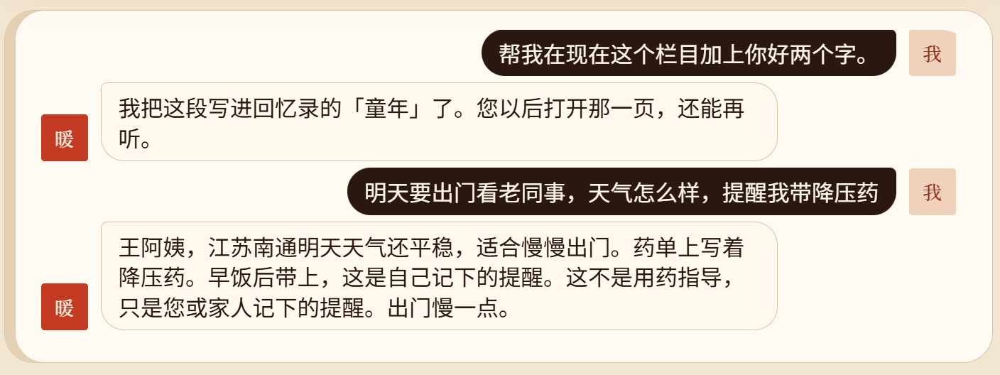 帮我在现在这个栏目加上你好两个字。
我
我把这段写进回忆录的「童年」了。您以后打开那一页，还能再
听。
暖
明天要出门看老同事，天气怎么样，提醒我带降压药
我
王阿姨，江苏南通明天天气还平稳，适合慢慢出门。药单上写着
降压药。早饭后带上，这是自己记下的提醒。这不是用药指导，
只是您或家人记下的提醒。出门慢一点。
暖